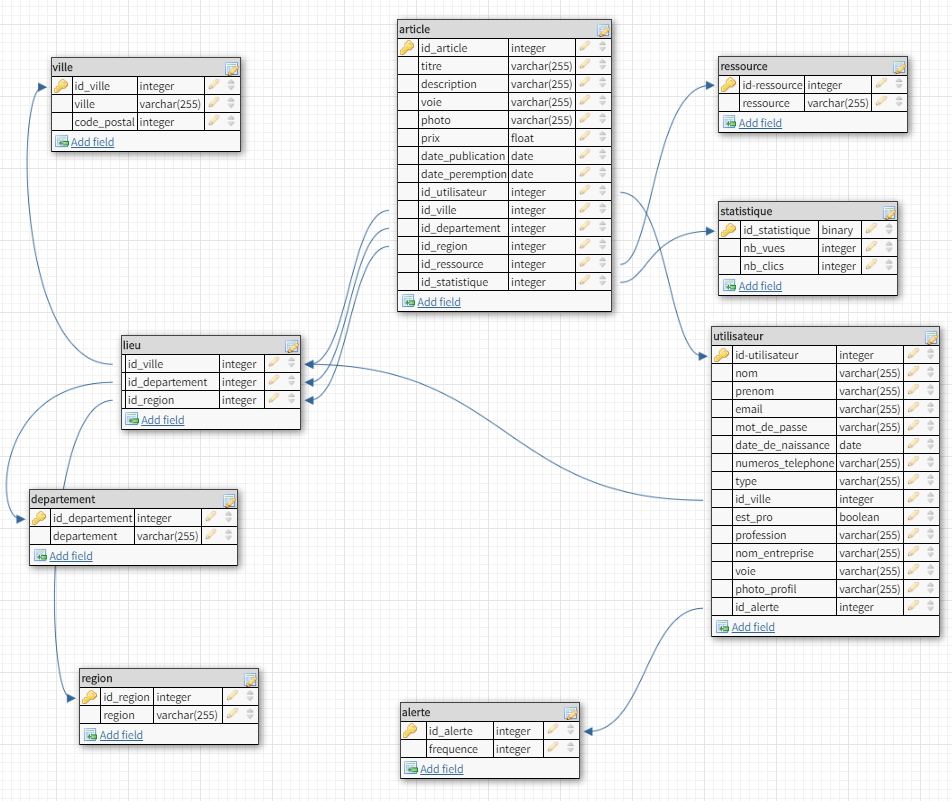 article
id_article integer
titre varchar(255)
description varchar(255)
voie varchar(255)
photo varchar(255)
prix float
date_publication date
date_peremption date
id_utilisateur integer
id_ville integer
id_departement integer
id_region integer
id_ressource integer
id_statistique integer
Add field
ville
id_ville integer
ville varchar(255)
code_postal integer
Add field
ressource
id-ressource integer
ressource varchar(255)
Add field
statistique
id_statistique binary
nb_vues integer
nb_clics integer
Add field
lieu
id_ville integer
id_departement integer
id_region integer
Add field
utilisateur
id-utilisateur integer
nom varchar(255)
prenom varchar(255)
email varchar(255)
mot_de_passe varchar(255)
date_de_naissance date
numeros_telephone varchar(255)
type varchar(255)
id_ville integer
est_pro boolean
profession varchar(255)
nom_entreprise varchar(255)
voie varchar(255)
photo_profil varchar(255)
id_alerte integer
Add field
departement
id_departement integer
departement varchar(255)
Add field
region
id_region integer
region varchar(255)
Add field
alerte
id_alerte integer
frequence integer
Add field